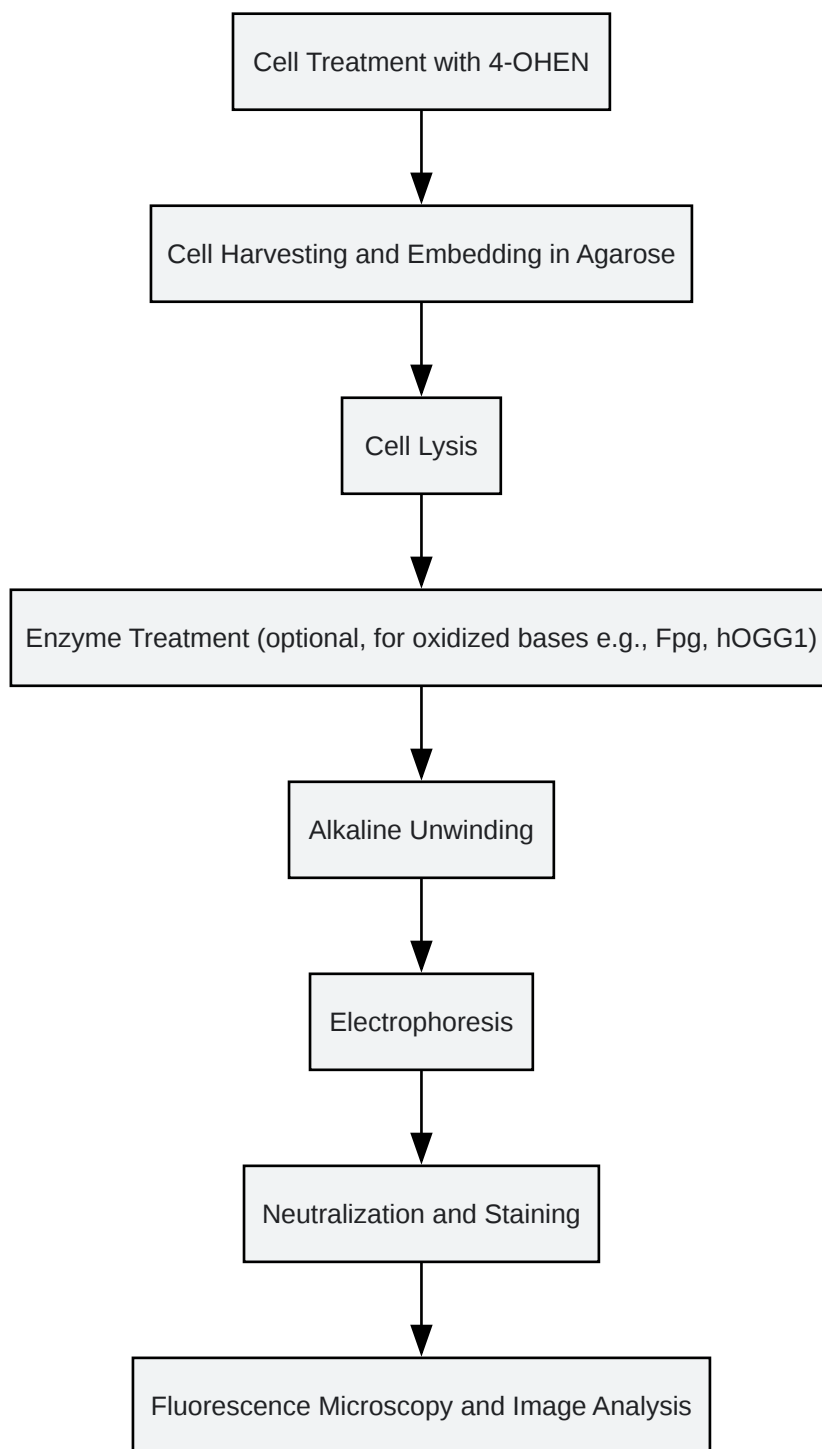 Cell Treatment with 4-OHEN
Cell Harvesting and Embedding in Agarose
Cell Lysis
Enzyme Treatment (optional, for oxidized bases e.g., Fpg, hOGG1)
Alkaline Unwinding
Electrophoresis
Neutralization and Staining
Fluorescence Microscopy and Image Analysis